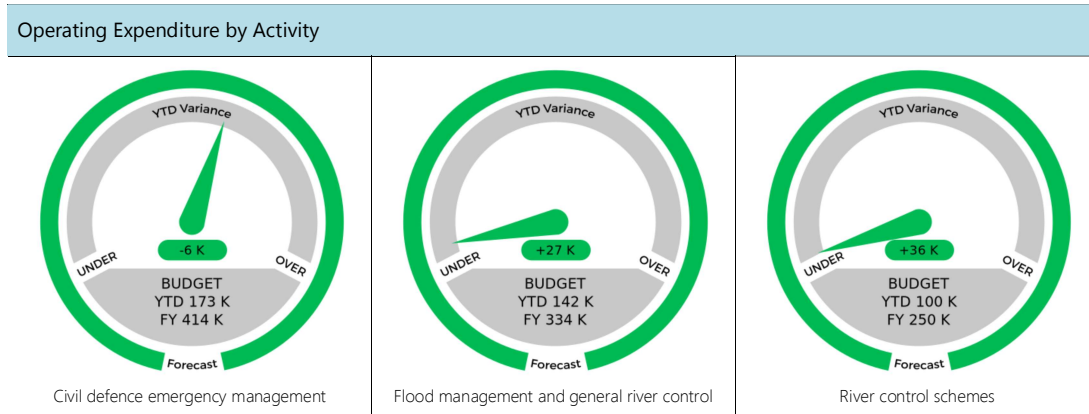 Operating Expenditure by Activity
YTD Variance
-6 K
UNDER
OVER
BUDGET
YTD 173 K
FY 414 K
Forecast
Civil defence emergency management
YTD Variance
+27 K
UNDER
OVER
BUDGET
YTD 142 K
FY 334 K
Forecast
Flood management and general river control
YTD Variance
+36 K
UNDER
OVER
BUDGET
YTD 100 K
FY 250 K
Forecast
River control schemes